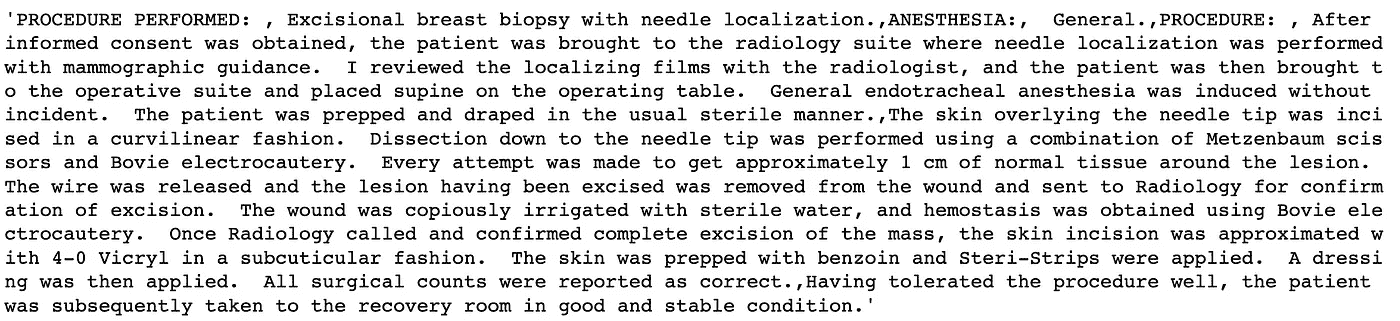 'PROCEDURE PERFORMED: , Excisional breast biopsy with needle localization.,ANESTHESIA:,  General.,PROCEDURE: , After
informed consent was obtained, the patient was brought to the radiology suite where needle localization was performed
with mammographic guidance.  I reviewed the localizing films with the radiologist, and the patient was then brought t
o the operative suite and placed supine on the operating table.  General endotracheal anesthesia was induced without
incident.  The patient was prepped and draped in the usual sterile manner.,The skin overlying the needle tip was inci
sed in a curvilinear fashion.  Dissection down to the needle tip was performed using a combination of Metzenbaum scis
sors and Bovie electrocautery.  Every attempt was made to get approximately 1 cm of normal tissue around the lesion.
The wire was released and the lesion having been excised was removed from the wound and sent to Radiology for confirm
ation of excision.  The wound was copiously irrigated with sterile water, and hemostasis was obtained using Bovie ele
ctrocautery.  Once Radiology called and confirmed complete excision of the mass, the skin incision was approximated w
ith 4-0 Vicryl in a subcuticular fashion.  The skin was prepped with benzoin and Steri-Strips were applied.  A dressi
ng was then applied.  All surgical counts were reported as correct.,Having tolerated the procedure well, the patient
was subsequently taken to the recovery room in good and stable condition.'